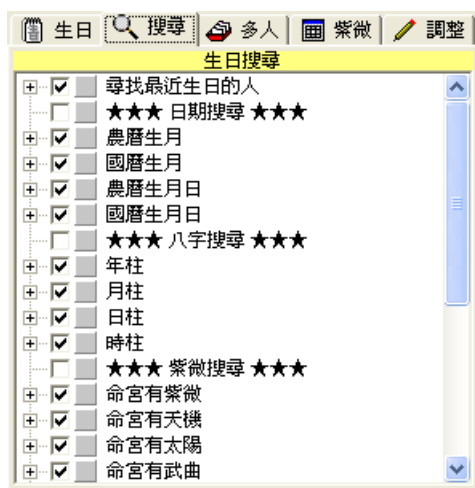 生日 搜尋 多人 紫微 調整
生日搜尋
尋找最近生日的人
★★★ 日期搜尋 ★★★
農曆生月
國曆生月
農曆生月日
國曆生月日
★★★ 八字搜尋 ★★★
年柱
月柱
日柱
時柱
★★★ 紫微搜尋 ★★★
命宮有紫微
命宮有天機
命宮有太陽
命宮有武曲